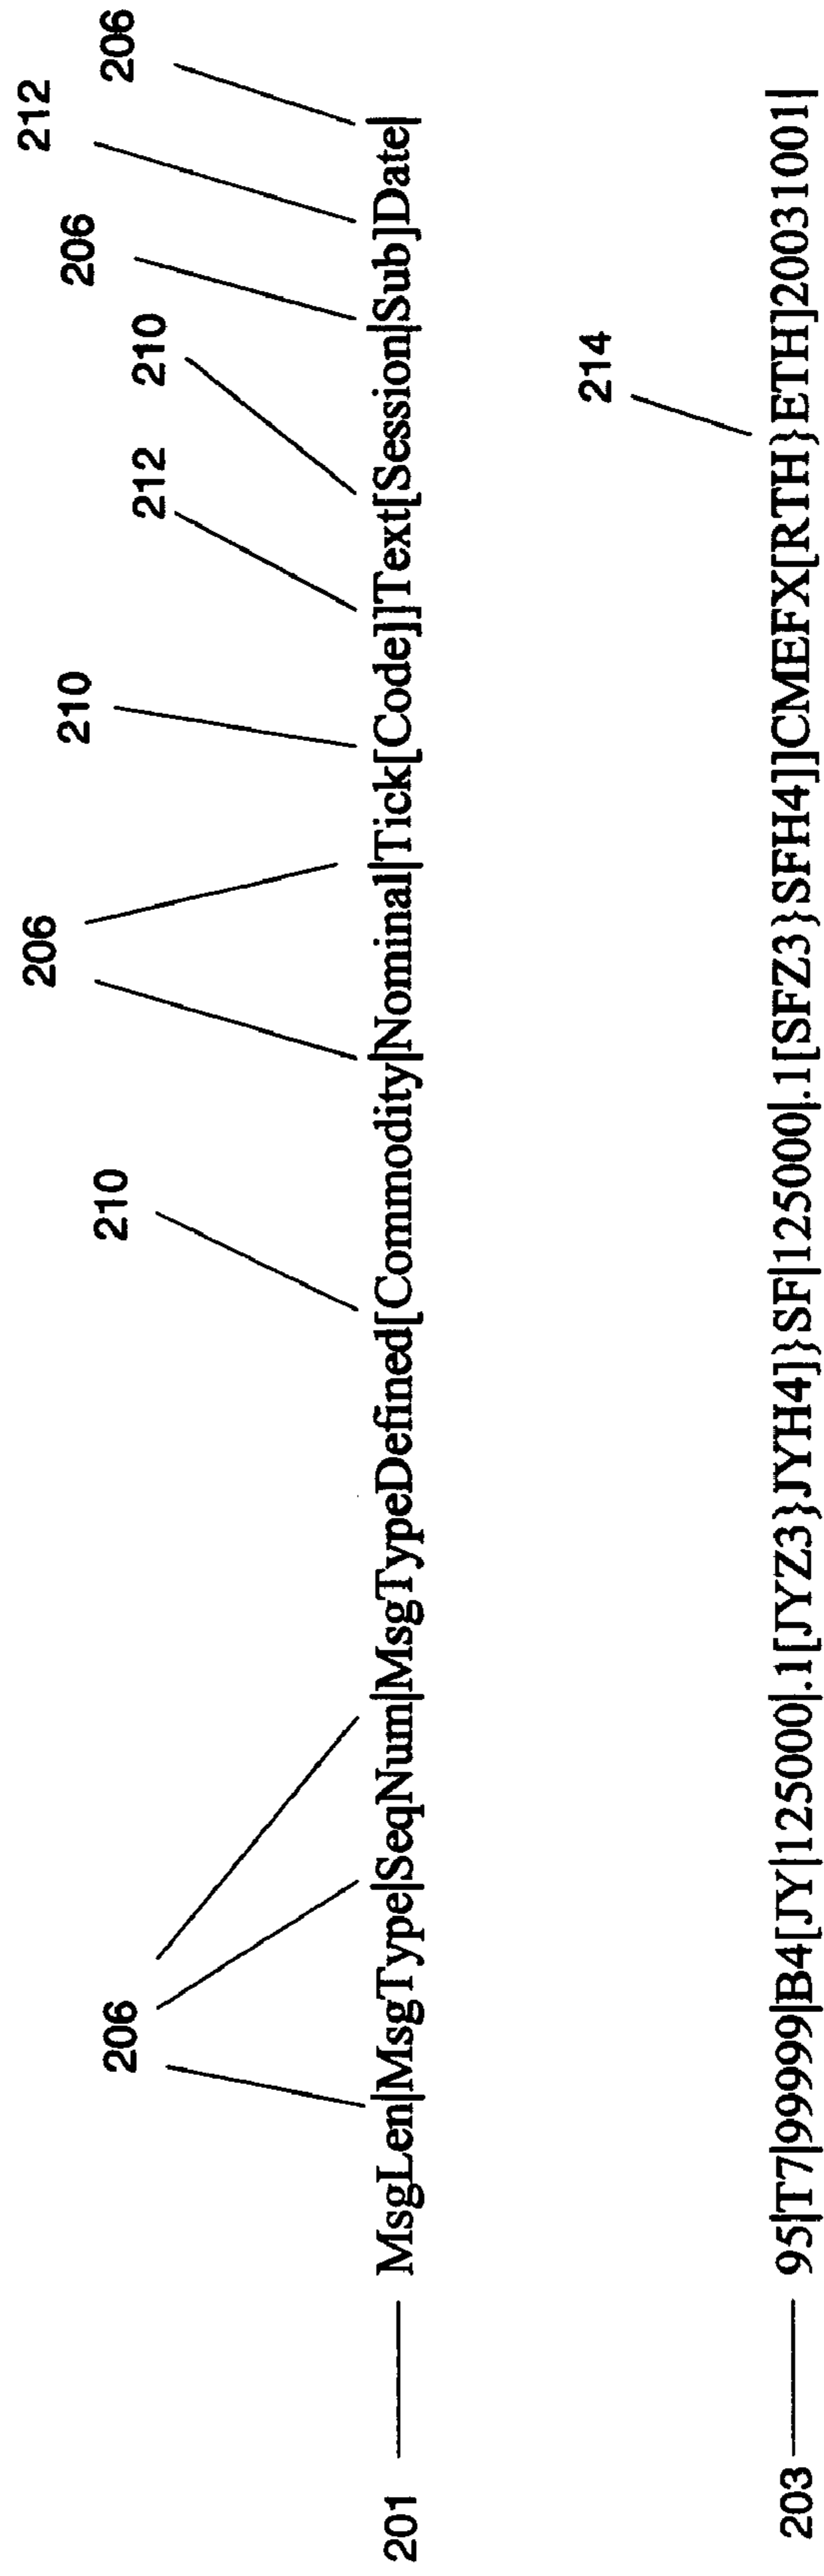 206 210 206 210 212 210 206 212 206
201 MsgLen|MsgType|SeqNum|MsgTypeDefined[Commodity|Nominal|Tick[Code]]Text[Session|Sub]Date|
214
203 95|T7|99999|B4[JY|125000|.1[JYZ3}JYH4]}SF|125000|.1[SFZ3}SFH4]]CMEFX[RTH}ETH]20031001|